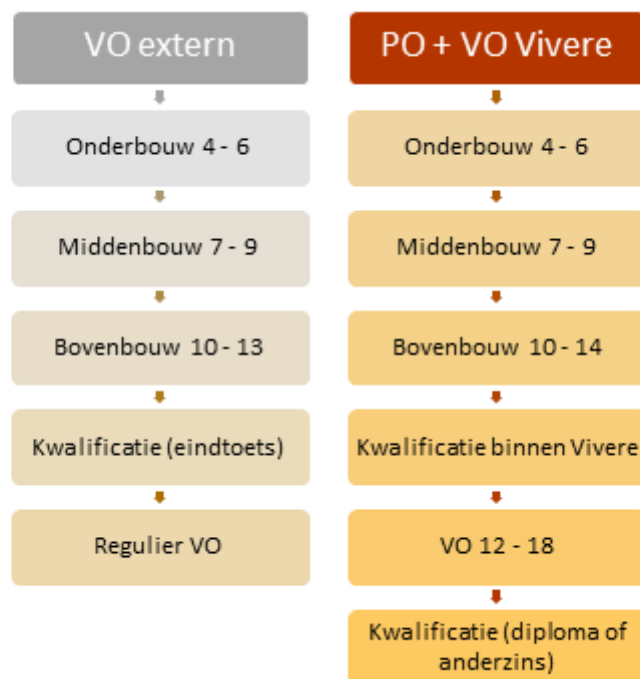 VO extern
Onderbouw 4 - 6
Middenbouw 7 - 9
Bovenbouw 10 - 13
Kwalificatie (eindtoets)
Regulier VO
PO + VO Vivere
Onderbouw 4 - 6
Middenbouw 7 - 9
Bovenbouw 10 - 14
Kwalificatie binnen Vivere
VO 12 - 18
Kwalificatie (diploma of
anderzins)